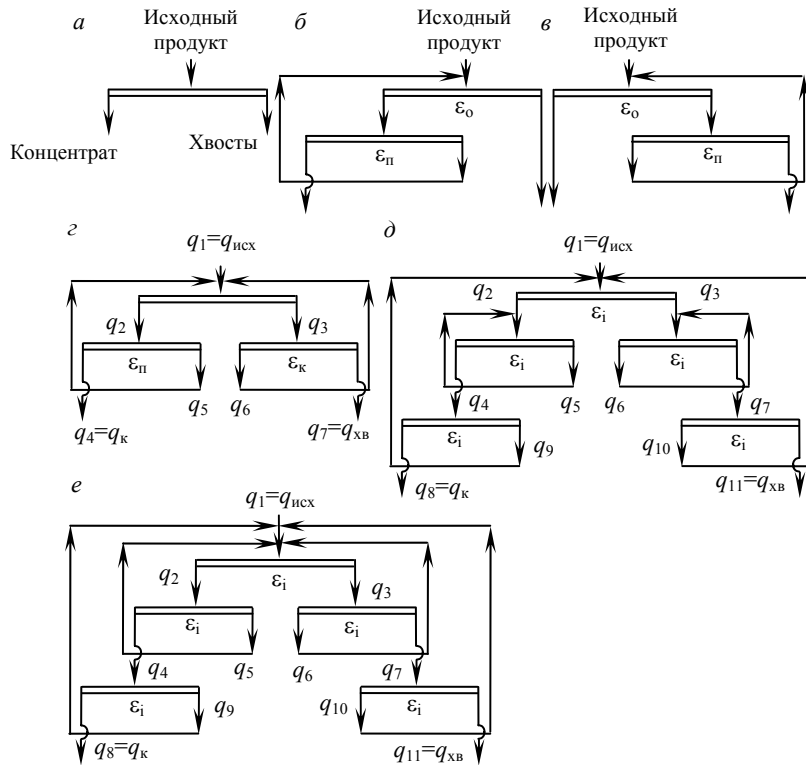 а
Исходный
продукт
Концентрат
Хвосты
б
Исходный
продукт
εо
εп
в
Исходный
продукт
εо
εп
г
q1=qисх
q2
q3
εп
εк
q5
q6
q4=qк
q7=qхв
д
q1=qисх
q2
q3
εi
εi
εi
q4
q5
q6
q7
εi
q9
q10
εi
q8=qк
q11=qхв
е
q1=qисх
q2
εi
q3
εi
εi
q4
q5
q6
q7
εi
q9
q10
εi
q8=qк
q11=qхв